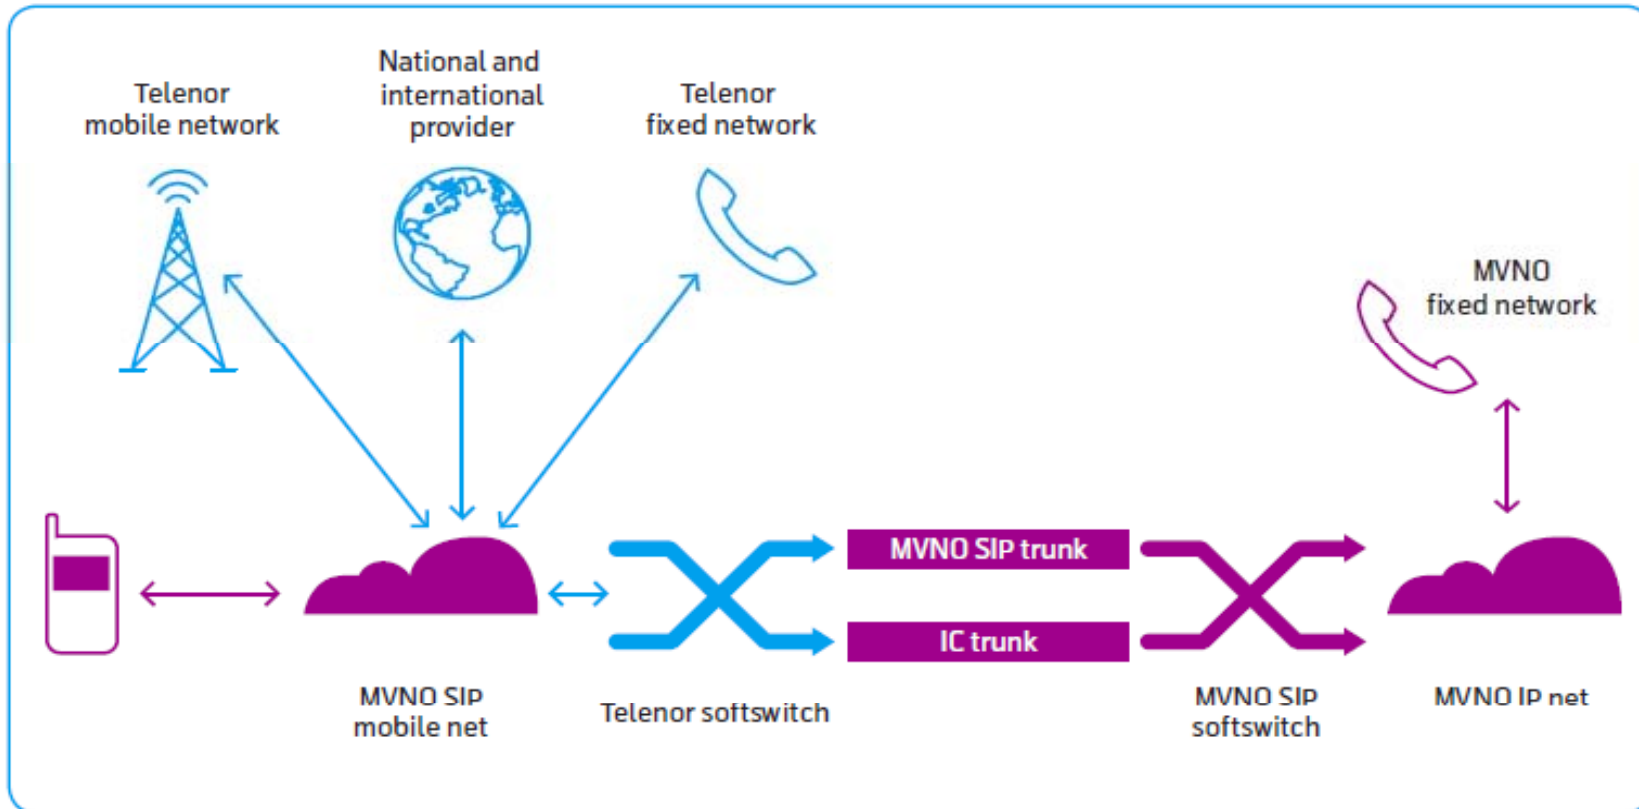 National and
international
provider
Telenor
mobile network
Telenor
fixed network
MVNO
fixed network
MVNO SIP trunk
IC trunk
MVNO SIP
mobile net
Telenor softswitch
MVNO SIP
softswitch
MVNO IP net